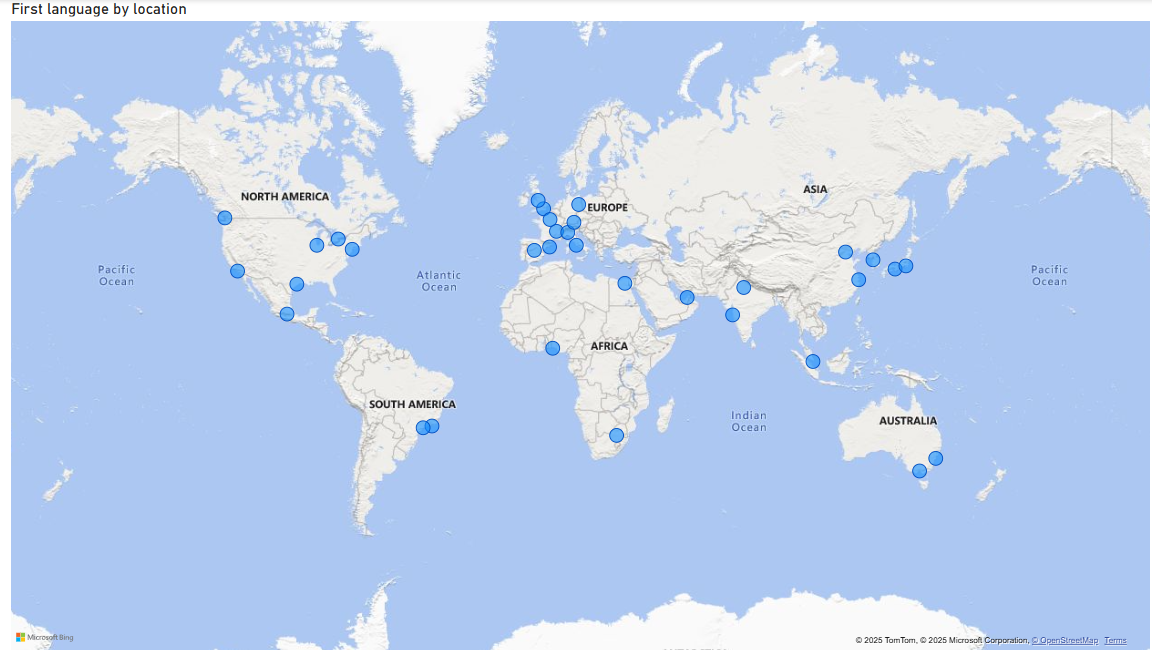 First language by location
NORTH AMERICA
ASIA
EUROPE
Pacific
Ocean
Atlantic
Ocean
Pacific
Ocean
AFRICA
SOUTH AMERICA
Indian
Ocean
AUSTRALIA
Microsoft Bing
© 2025 TomTom, © 2025 Microsoft Corporation, © OpenStreetMap Terms